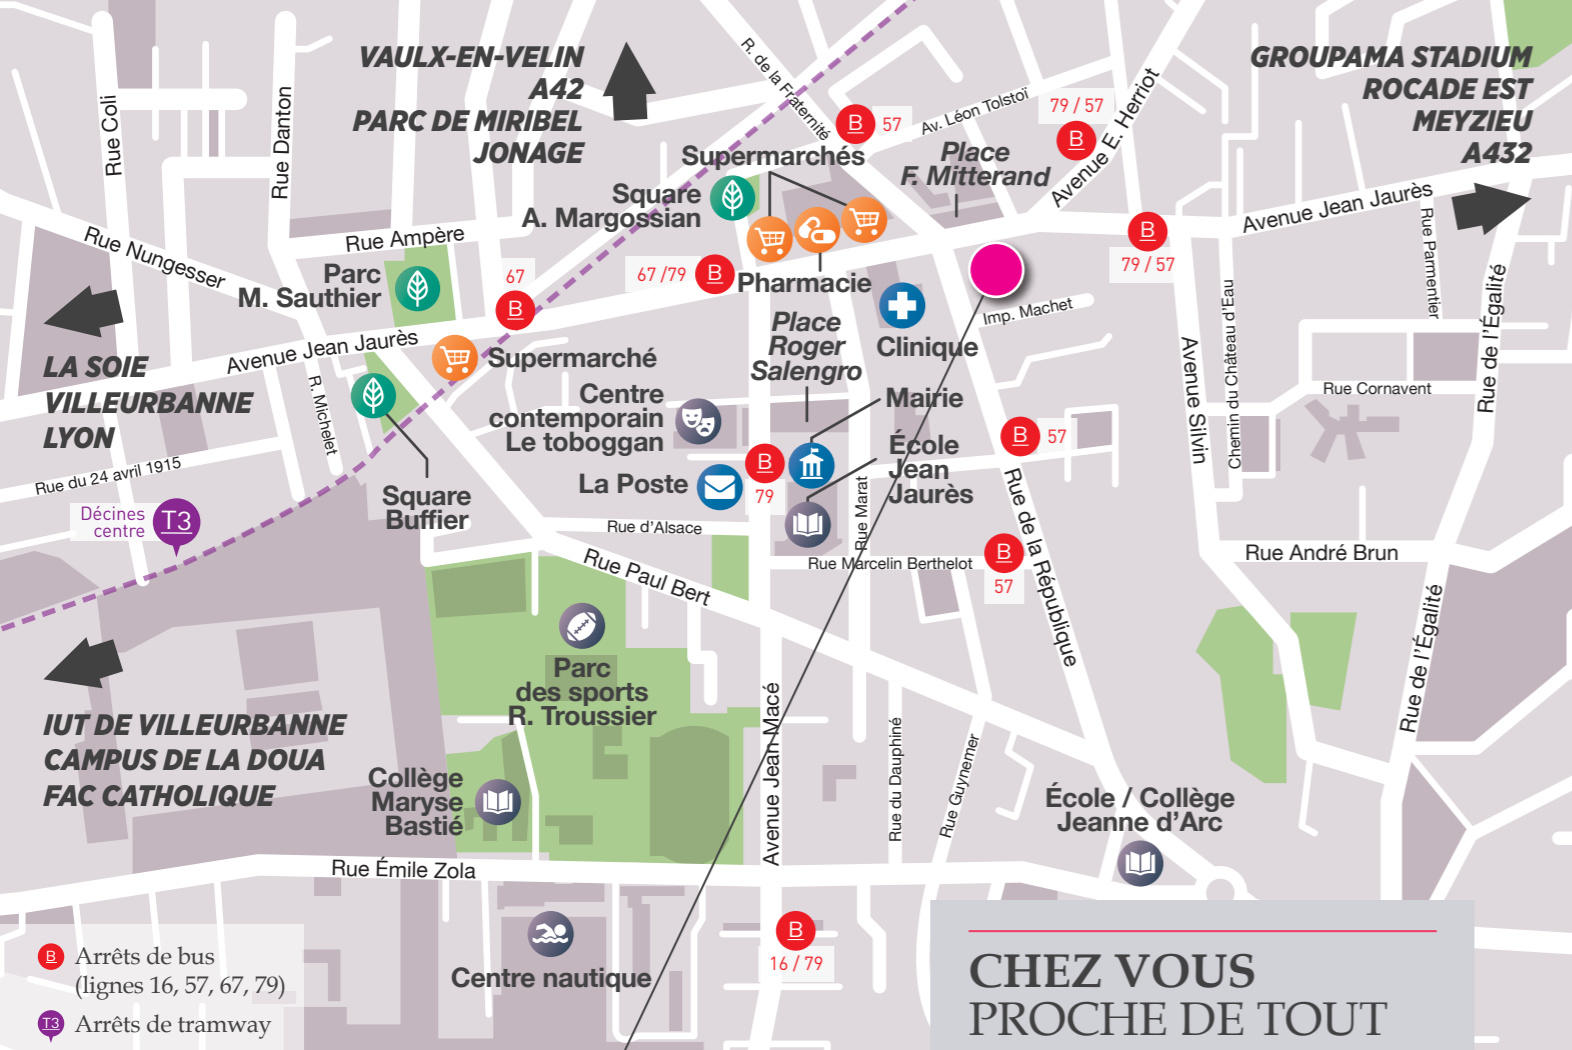 VAULX-EN-VELIN
A42
PARC DE MIRIBEL
JONAGE
GROUPAMA STADIUM
ROCADE EST
MEYZIEU
A432
Rue Coli
Rue Danton
R. de la Fraternité
B 57
Av. Léon Tolstoï
79 / 57
B
Avenue E. Herriot
Supermarchés
Place
F. Mitterand
Square
A. Margossian
Avenue Jean Jaurès
Rue Parmentier
Rue Nungesser
Rue Ampère
Parc
M. Sauthier
67
B
67 /79 B
Pharmacie
B
79 / 57
Imp. Machet
Clinique
Place
Roger
Salengro
Chemin du Château d'Eau
Rue de l'Égalité
LA SOIE
VILLEURBANNE
LYON
Avenue Jean Jaurès
R. Michelet
Supermarché
Centre
contemporain
Le toboggan
Mairie
École
Jean
Jaurès
B 57
Avenue Silvin
Rue Cornavent
Rue du 24 avril 1915
Décines
centre
T3
Square
Buffier
La Poste
B
79
Rue d'Alsace
Rue Marat
Rue Marcelin Berthelot
B
57
Rue de la République
Rue André Brun
Rue Paul Bert
Rue de l'Égalité
Parc
des sports
R. Troussier
IUT DE VILLEURBANNE
CAMPUS DE LA DOUA
FAC CATHOLIQUE
Collège
Maryse
Bastié
Avenue Jean Macé
Rue du Dauphiné
Rue Guynemer
École / Collège
Jeanne d'Arc
Rue Émile Zola
Centre nautique
B
16 / 79
B Arrêts de bus
(lignes 16, 57, 67, 79)
T3 Arrêts de tramway
CHEZ VOUS
PROCHE DE TOUT